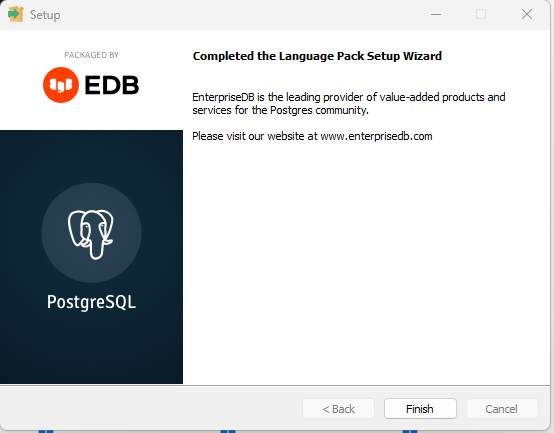 Setup
PACKAGED BY
EDB
PostgreSQL
Completed the Language Pack Setup Wizard
EnterpriseDB is the leading provider of value-added products and
services for the Postgres community.
Please visit our website at www.enterprisedb.com
< Back
Finish
Cancel